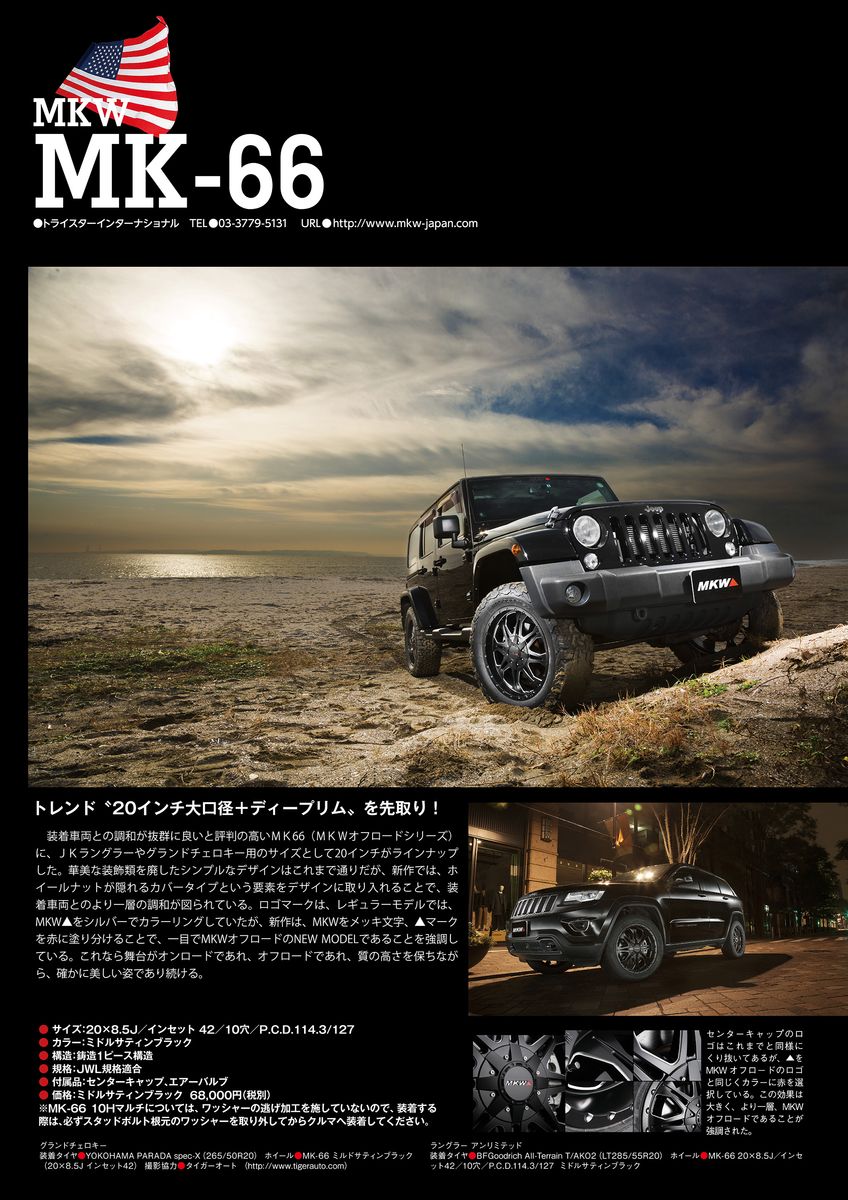 MKW
MK-66
●トライスターインターナショナル TEL●03-3779-5131 URL●http://www.mkw-japan.com
Jeep
MKW▲
トレンド〝20インチ大口径＋ディープリム〟を先取り！
装着車両との調和が抜群に良いと評判の高いＭＫ66（ＭＫＷオフロードシリーズ）
に、ＪＫラングラーやグランドチェロキー用のサイズとして20インチがラインナップ
した。華美な装飾類を廃したシンプルなデザインはこれまで通りだが、新作では、ホ
イールナットが隠れるカバータイプという要素をデザインに取り入れることで、装
着車両とのより一層の調和が図られている。ロゴマークは、レギュラーモデルでは、
MKW▲をシルバーでカラーリングしていたが、新作は、MKWをメッキ文字、▲マーク
を赤に塗り分けることで、一目でMKWオフロードのNEW MODELであることを強調し
ている。これなら舞台がオンロードであれ、オフロードであれ、質の高さを保ちなが
ら、確かに美しい姿であり続ける。
●サイズ:20×8.5J／インセット 42／10穴／P.C.D.114.3/127
●カラー:ミドルサティンブラック
●構造:鋳造1ピース構造
●規格:JWL規格適合
●付属品:センターキャップ、エアーバルブ
●価格:ミドルサティンブラック 68,000円(税別)
※MK-66 10Hマルチについては、ワッシャーの逃げ加工を施していないので、装着する
際は、必ずスタッドボルト根元のワッシャーを取り外してからクルマへ装着してください。
MKW▲
センターキャップのロ
ゴはこれまでと同様に
くり抜いてあるが、▲を
MKW オフロードのロゴ
と同じくカラーに赤を選
択している。この効果は
大きく、より一層、MKW
オフロードであることが
強調された。
グランドチェロキー
装着タイヤ●YOKOHAMA PARADA spec-X (265/50R20) ホイール●MK-66 ミルドサティンブラック
（20×8.5J インセット42） 撮影協力●タイガーオート （http://www.tigerauto.com）
ラングラー アンリミテッド
装着タイヤ●BFGoodrich All-Terrain T/AKO2（LT285/55R20） ホイール●MK-66 20×8.5J／インセ
ット42／10穴／P.C.D.114.3/127 ミドルサティンブラック